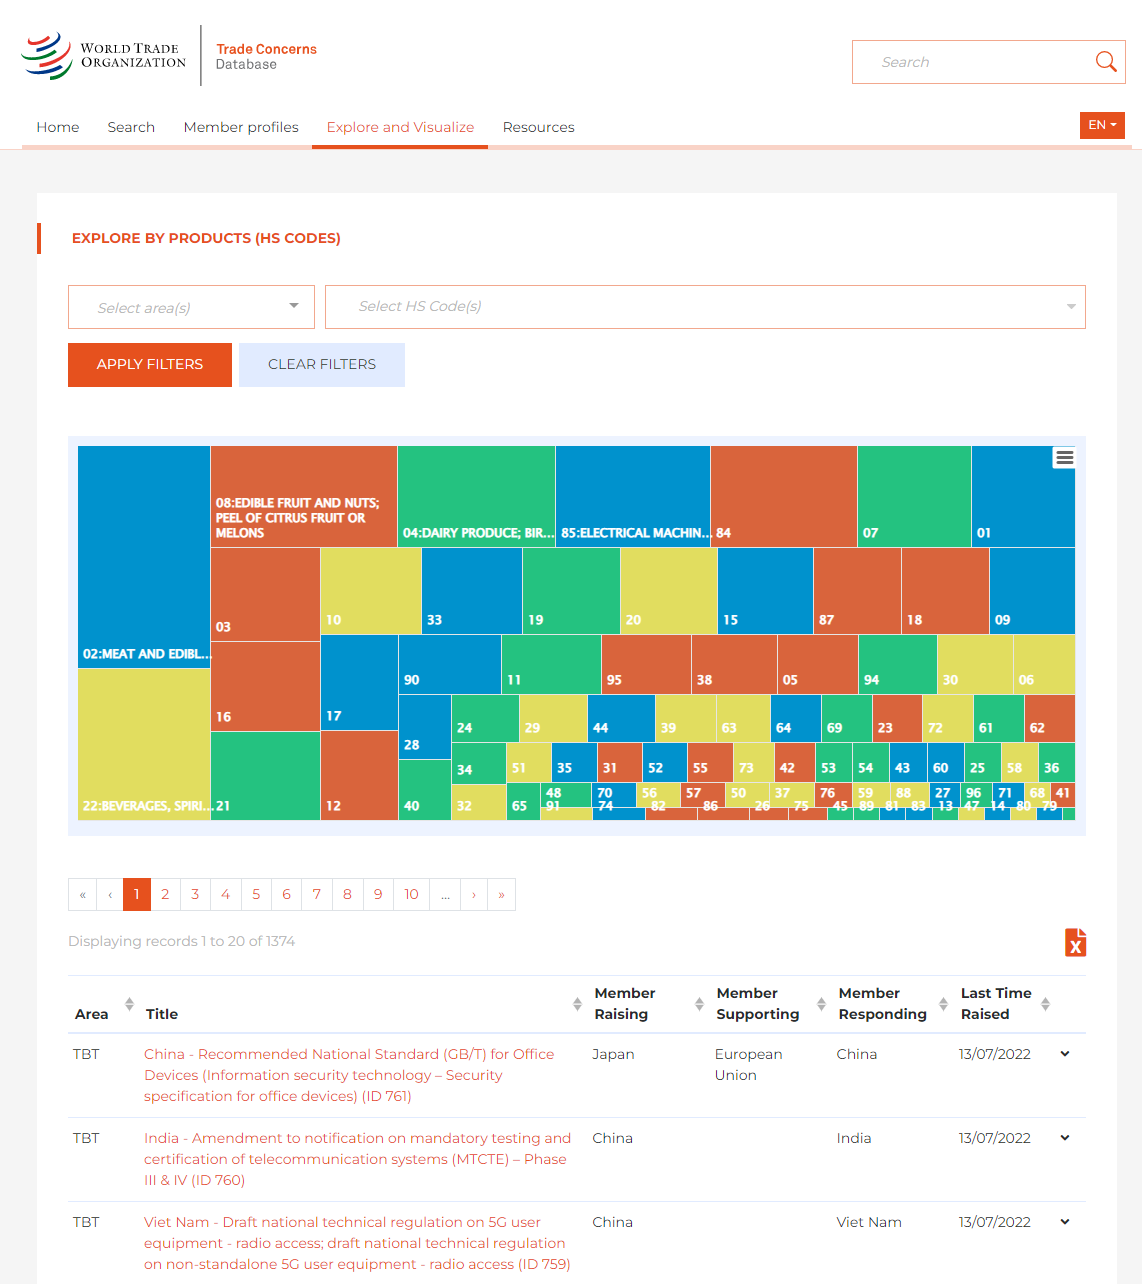 WORLD TRADE
ORGANIZATION
Trade Concerns
Database
Search
Home
Search
Member profiles
Explore and Visualize
Resources
EN
EXPLORE BY PRODUCTS (HS CODES)
Select area(s)
Select HS Code(s)
APPLY FILTERS
CLEAR FILTERS
08:EDIBLE FRUIT AND NUTS;
PEEL OF CITRUS FRUIT OR
MELONS
04:DAIRY PRODUCE; BIR...
85:ELECTRICAL MACHIN...
84
07
01
03
10
33
19
20
15
87
18
09
02:MEAT AND EDIBL...
90
11
95
38
05
94
30
06
16
17
28
24
29
44
39
63
64
69
23
72
61
62
34
51
35
31
52
55
73
42
53
54
43
60
25
58
36
22:BEVERAGES, SPIRI...
21
12
40
32
65
48
70
56
57
50
37
76
59
88
27
96
71
68
41
91
74
82
86
26
75
45
89
81
83
13
47
14
80
79
« ‹ 1 2 3 4 5 6 7 8 9 10 ... › »
Displaying records 1 to 20 of 1374
X
Area
Title
Member
Raising
Member
Supporting
Member
Responding
Last Time
Raised
TBT
China - Recommended National Standard (GB/T) for Office
Devices (Information security technology – Security
specification for office devices) (ID 761)
Japan
European
Union
China
13/07/2022
TBT
India - Amendment to notification on mandatory testing and
certification of telecommunication systems (MTCTE) – Phase
III & IV (ID 760)
China
India
13/07/2022
TBT
Viet Nam - Draft national technical regulation on 5G user
equipment - radio access; draft national technical regulation
on non-standalone 5G user equipment - radio access (ID 759)
China
Viet Nam
13/07/2022